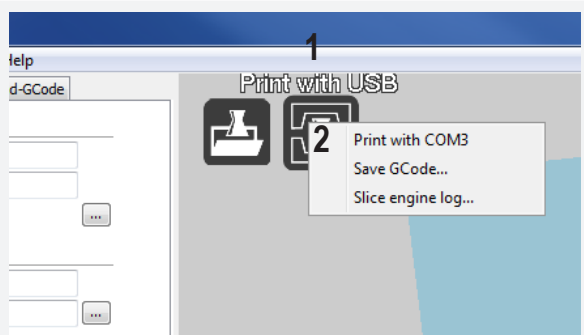 Help
1
d-GCode
Print with USB
2
Print with COM3
Save GCode...
Slice engine log...
...
...